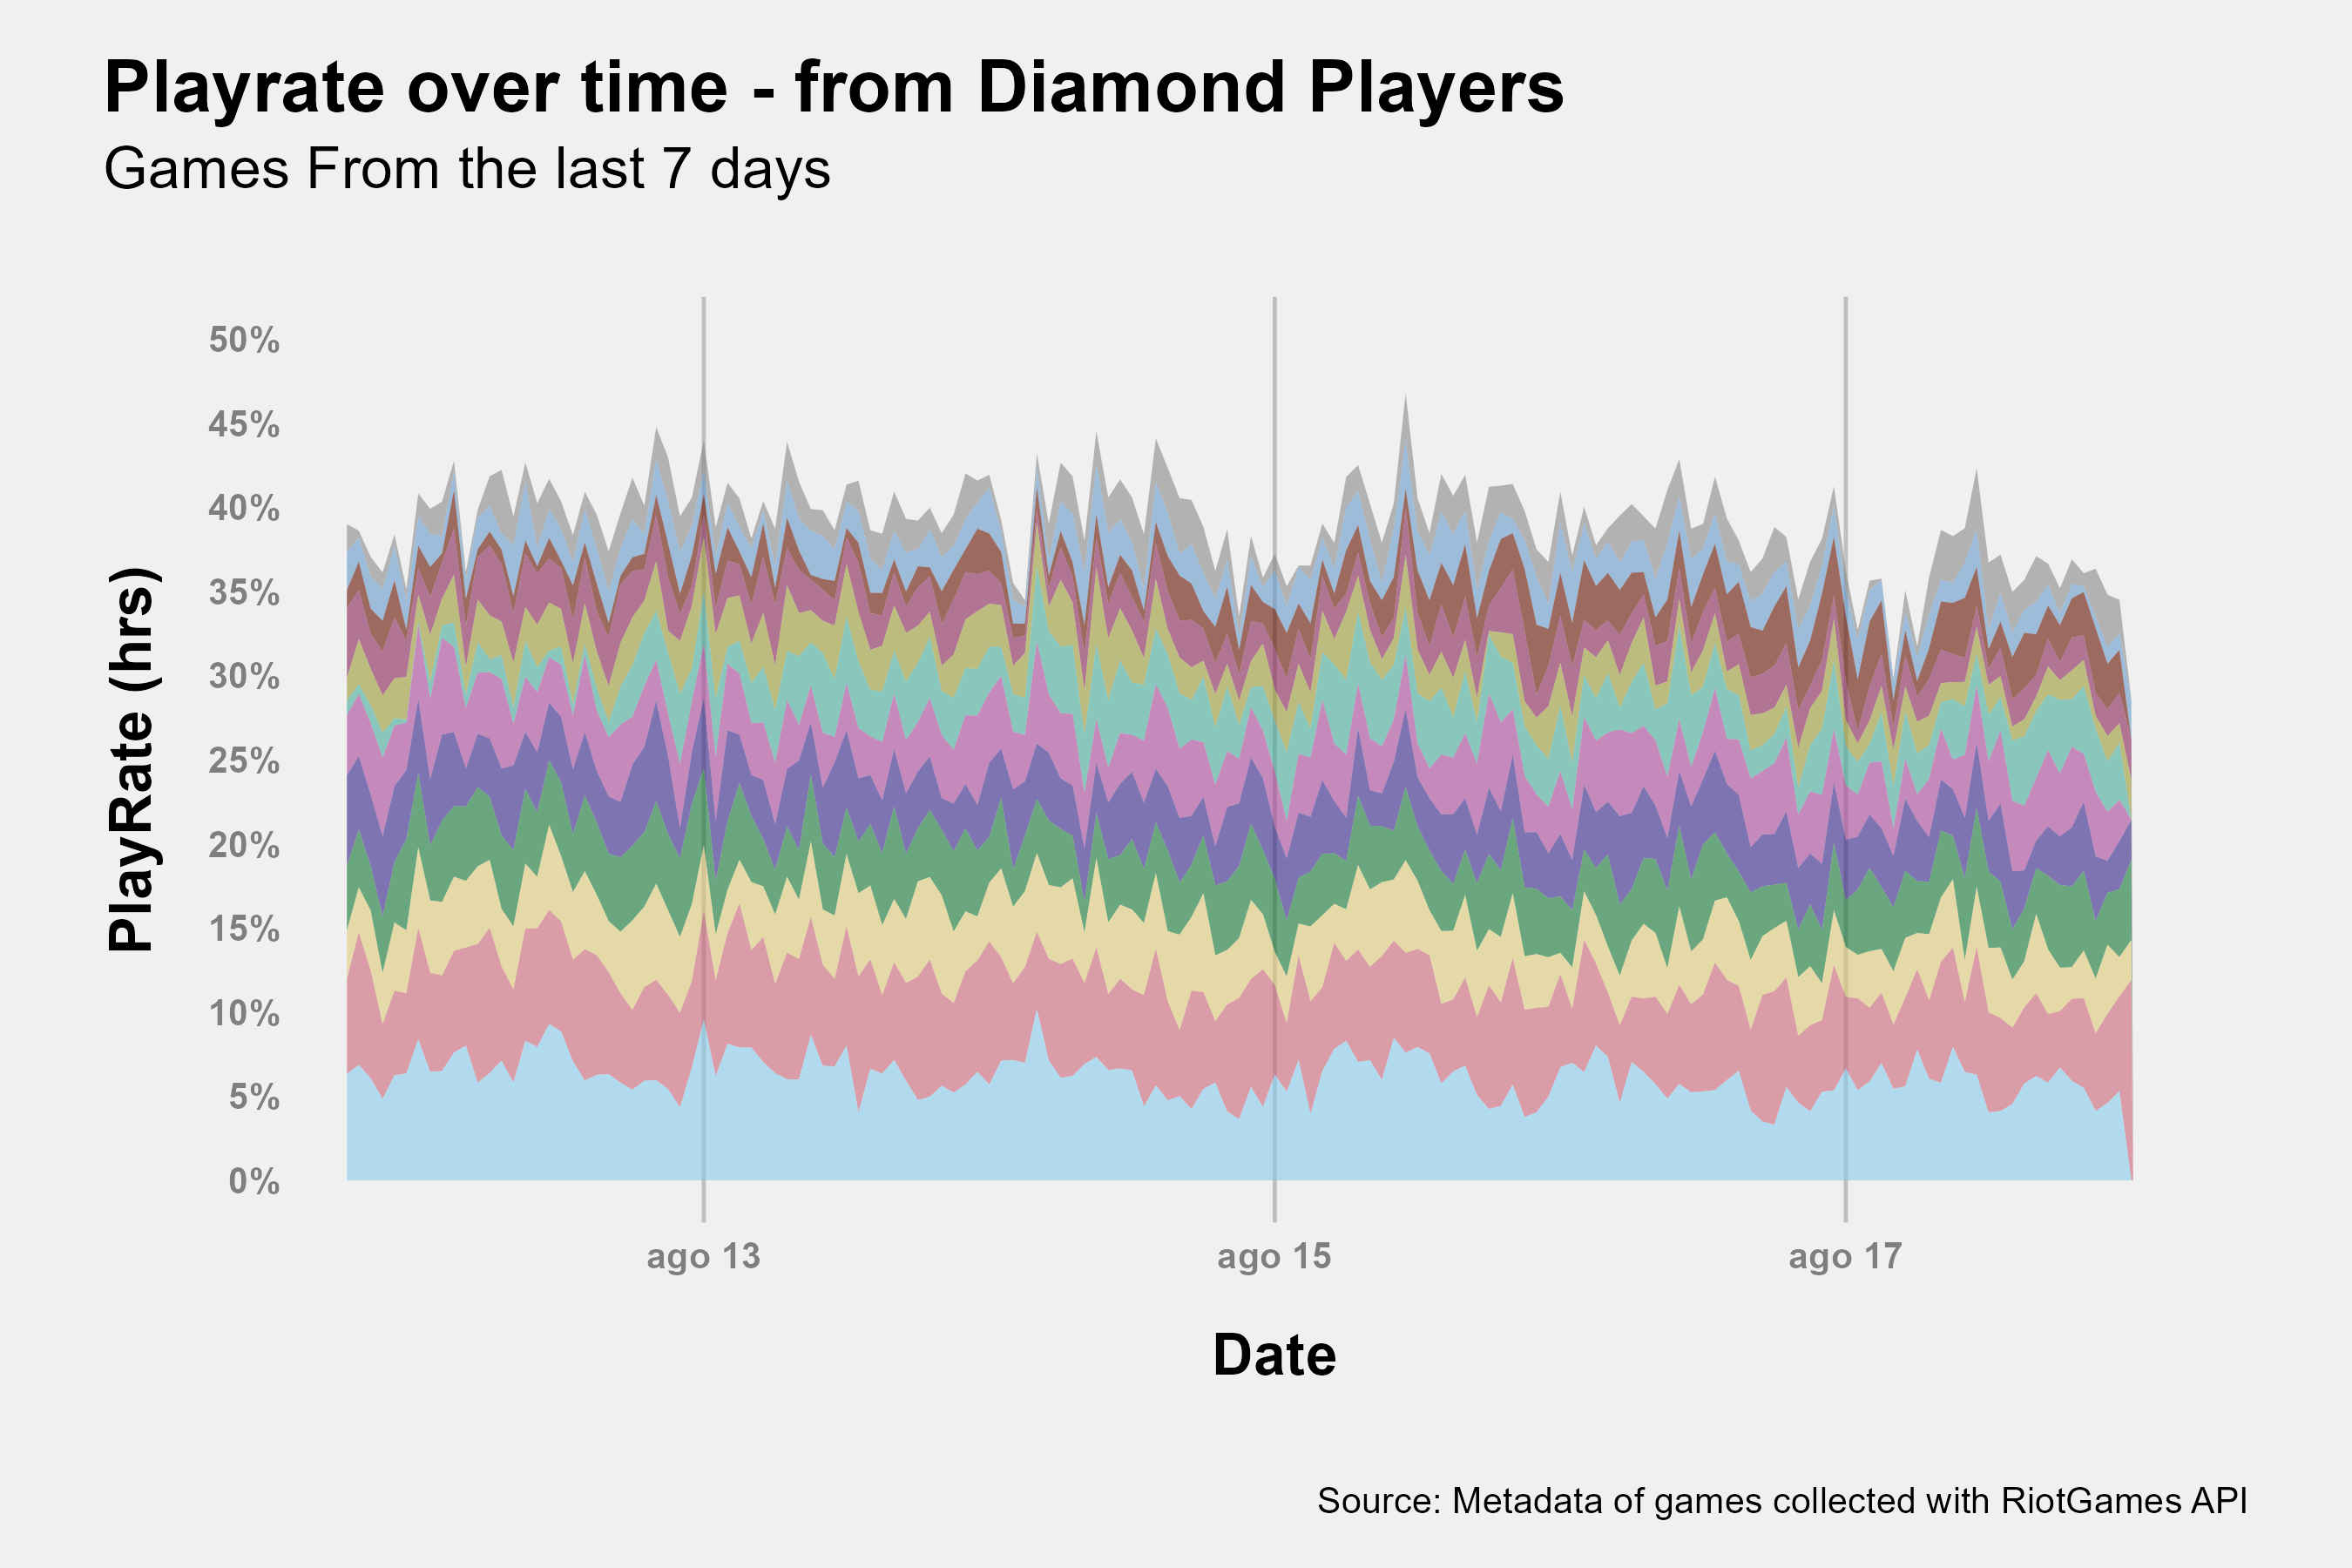 Playrate over time - from Diamond Players
Games From the last 7 days
50%
45%
40%
35%
30%
25%
20%
15%
10%
5%
0%
PlayRate (hrs)
ago 13
ago 15
ago 17
Date
Source: Metadata of games collected with RiotGames API